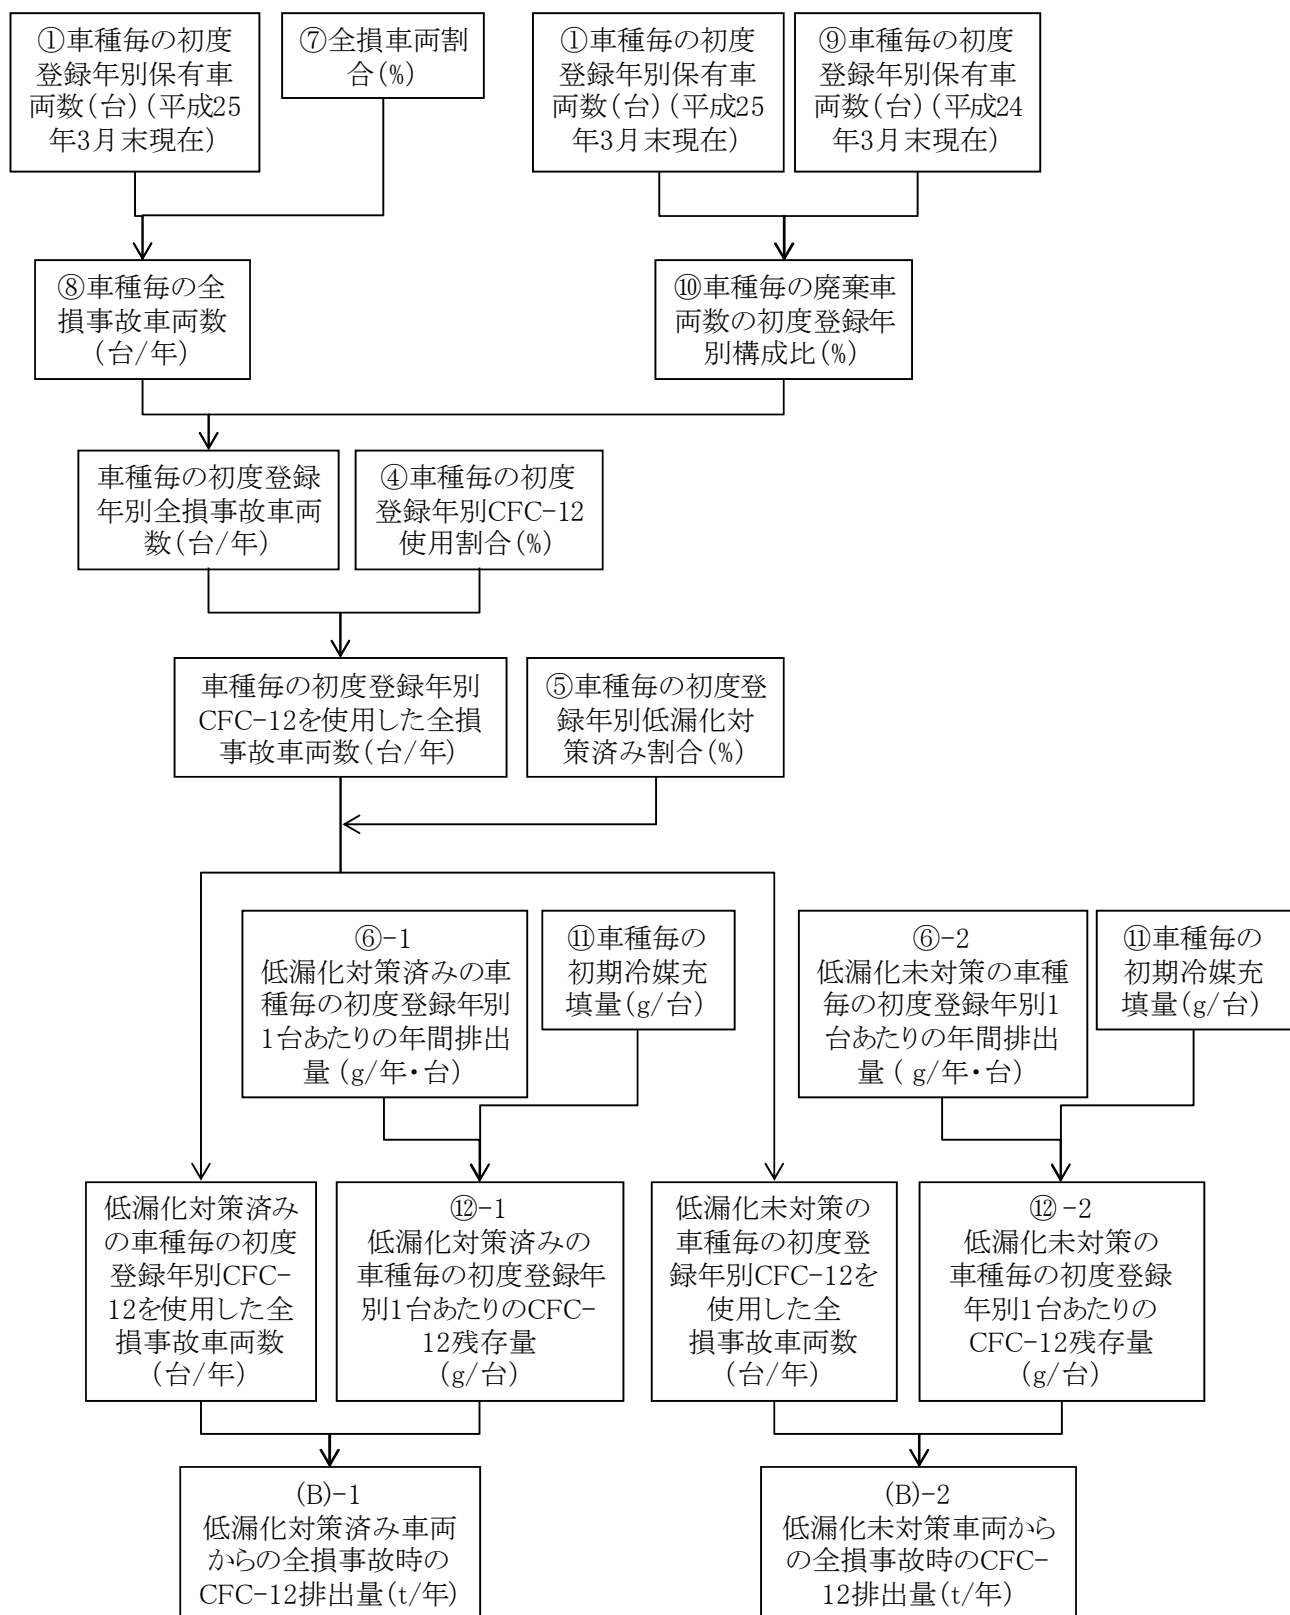 ①車種毎の初度
登録年別保有車
両数(台)(平成25
年3月末現在)
⑦全損車両割
合(%)
①車種毎の初度
登録年別保有車
両数(台)(平成25
年3月末現在)
⑨車種毎の初度
登録年別保有車
両数(台)(平成24
年3月末現在)
⑧車種毎の全
損事故車両数
(台/年)
⑩車種毎の廃棄車
両数の初度登録年
別構成比(%)
車種毎の初度登録
年別全損事故車両
数(台/年)
④車種毎の初度
登録年別CFC-12
使用割合(%)
車種毎の初度登録年別
CFC-12を使用した全損
事故車両数(台/年)
⑤車種毎の初度登
録年別低漏化対
策済み割合(%)
⑥-1
低漏化対策済みの車
種毎の初度登録年別
1台あたりの年間排出
量(g/年・台)
⑪車種毎の
初期冷媒充
填量(g/台)
⑥-2
低漏化未対策の車種
毎の初度登録年別1
台あたりの年間排出
量( g/年・台)
⑪車種毎の
初期冷媒充
填量(g/台)
低漏化対策済み
の車種毎の初度
登録年別CFC-
12を使用した全
損事故車両数
(台/年)
⑫-1
低漏化対策済みの
車種毎の初度登録年
別1台あたりのCFC-
12残存量
(g/台)
低漏化未対策の
車種毎の初度登
録年別CFC-12を
使用した全
損事故車両数
(台/年)
⑫-2
低漏化未対策の
車種毎の初度登録
年別1台あたりの
CFC-12残存量
(g/台)
(B)-1
低漏化対策済み車両
からの全損事故時の
CFC-12排出量(t/年)
(B)-2
低漏化未対策車両から
の全損事故時のCFC-
12排出量(t/年)